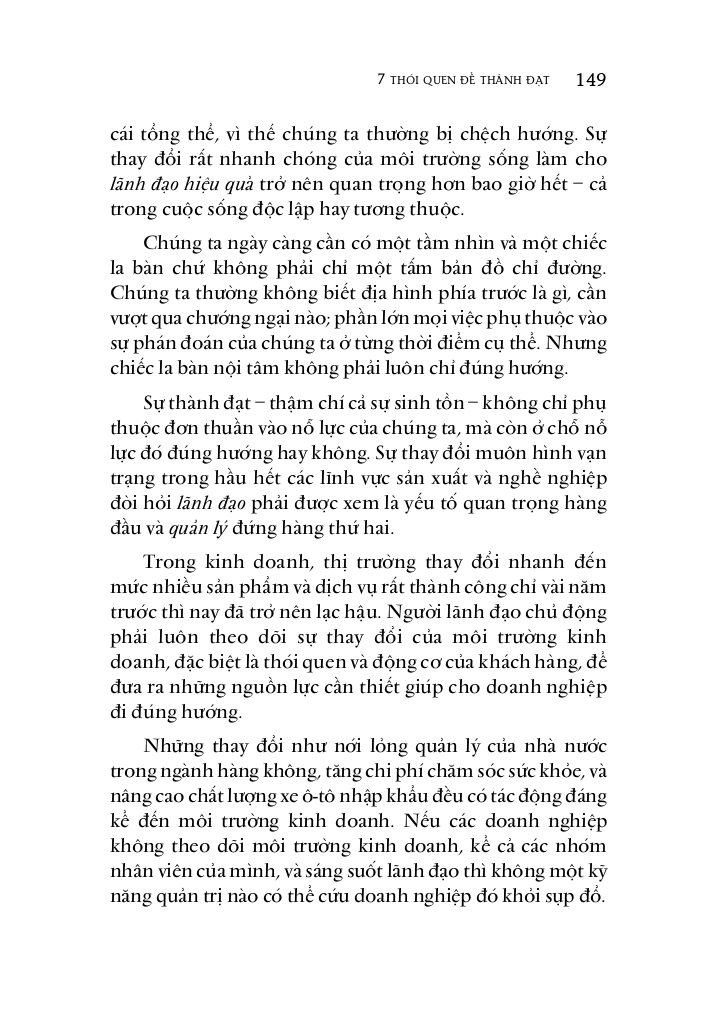 7 THÓI QUEN ĐỂ THÀNH ĐẠT 149
cái tổng thể, vì thế chúng ta thường bị chệch hướng. Sự
thay đổi rất nhanh chóng của môi trường sống làm cho
lãnh đạo hiệu quả trở nên quan trọng hơn bao giờ hết – cả
trong cuộc sống độc lập hay tương thuộc.
Chúng ta ngày càng cần có một tầm nhìn và một chiếc
la bàn chứ không phải chỉ một tấm bản đồ chỉ đường.
Chúng ta thường không biết địa hình phía trước là gì, cần
vượt qua chướng ngại nào; phần lớn mọi việc phụ thuộc vào
sự phán đoán của chúng ta ở từng thời điểm cụ thể. Nhưng
chiếc la bàn nội tâm không phải luôn chỉ đúng hướng.
Sự thành đạt – thậm chí cả sự sinh tồn – không chỉ phụ
thuộc đơn thuần vào nỗ lực của chúng ta, mà còn ở chỗ nỗ
lực đó đúng hướng hay không. Sự thay đổi muôn hình vạn
trạng trong hầu hết các lĩnh vực sản xuất và nghề nghiệp
đòi hỏi lãnh đạo phải được xem là yếu tố quan trọng hàng
đầu và quản lý đứng hàng thứ hai.
Trong kinh doanh, thị trường thay đổi nhanh đến
mức nhiều sản phẩm và dịch vụ rất thành công chỉ vài năm
trước thì nay đã trở nên lạc hậu. Người lãnh đạo chủ động
phải luôn theo dõi sự thay đổi của môi trường kinh
doanh, đặc biệt là thói quen và động cơ của khách hàng, để
đưa ra những nguồn lực cần thiết giúp cho doanh nghiệp
đi đúng hướng.
Những thay đổi như nới lỏng quản lý của nhà nước
trong ngành hàng không, tăng chi phí chăm sóc sức khỏe, và
nâng cao chất lượng xe ô-tô nhập khẩu đều có tác động đáng
kể đến môi trường kinh doanh. Nếu các doanh nghiệp
không theo dõi môi trường kinh doanh, kể cả các nhóm
nhân viên của mình, và sáng suốt lãnh đạo thì không một kỹ
năng quản trị nào có thể cứu doanh nghiệp đó khỏi sụp đổ.